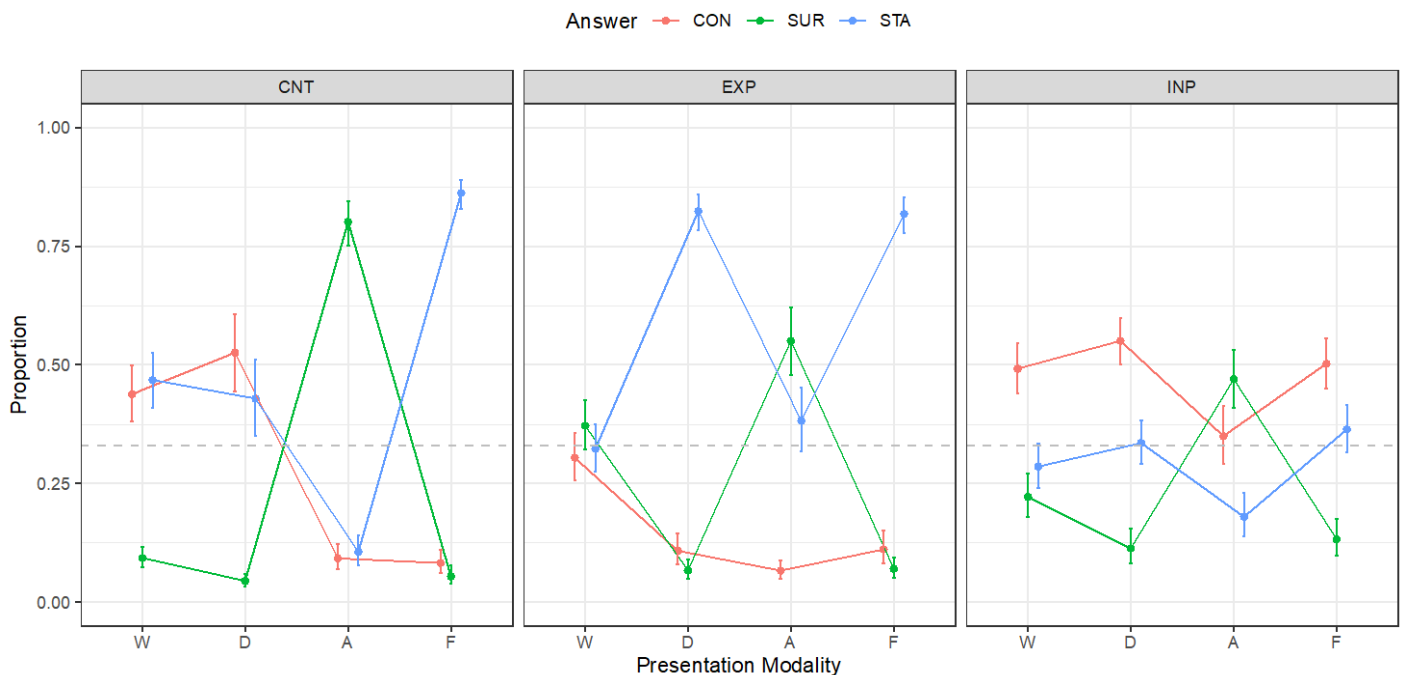 Answer CON SUR STA
CNT EXP INP
1.00
0.75
0.50
0.25
0.00
Proportion
W D A F W D A F W D A F
Presentation Modality